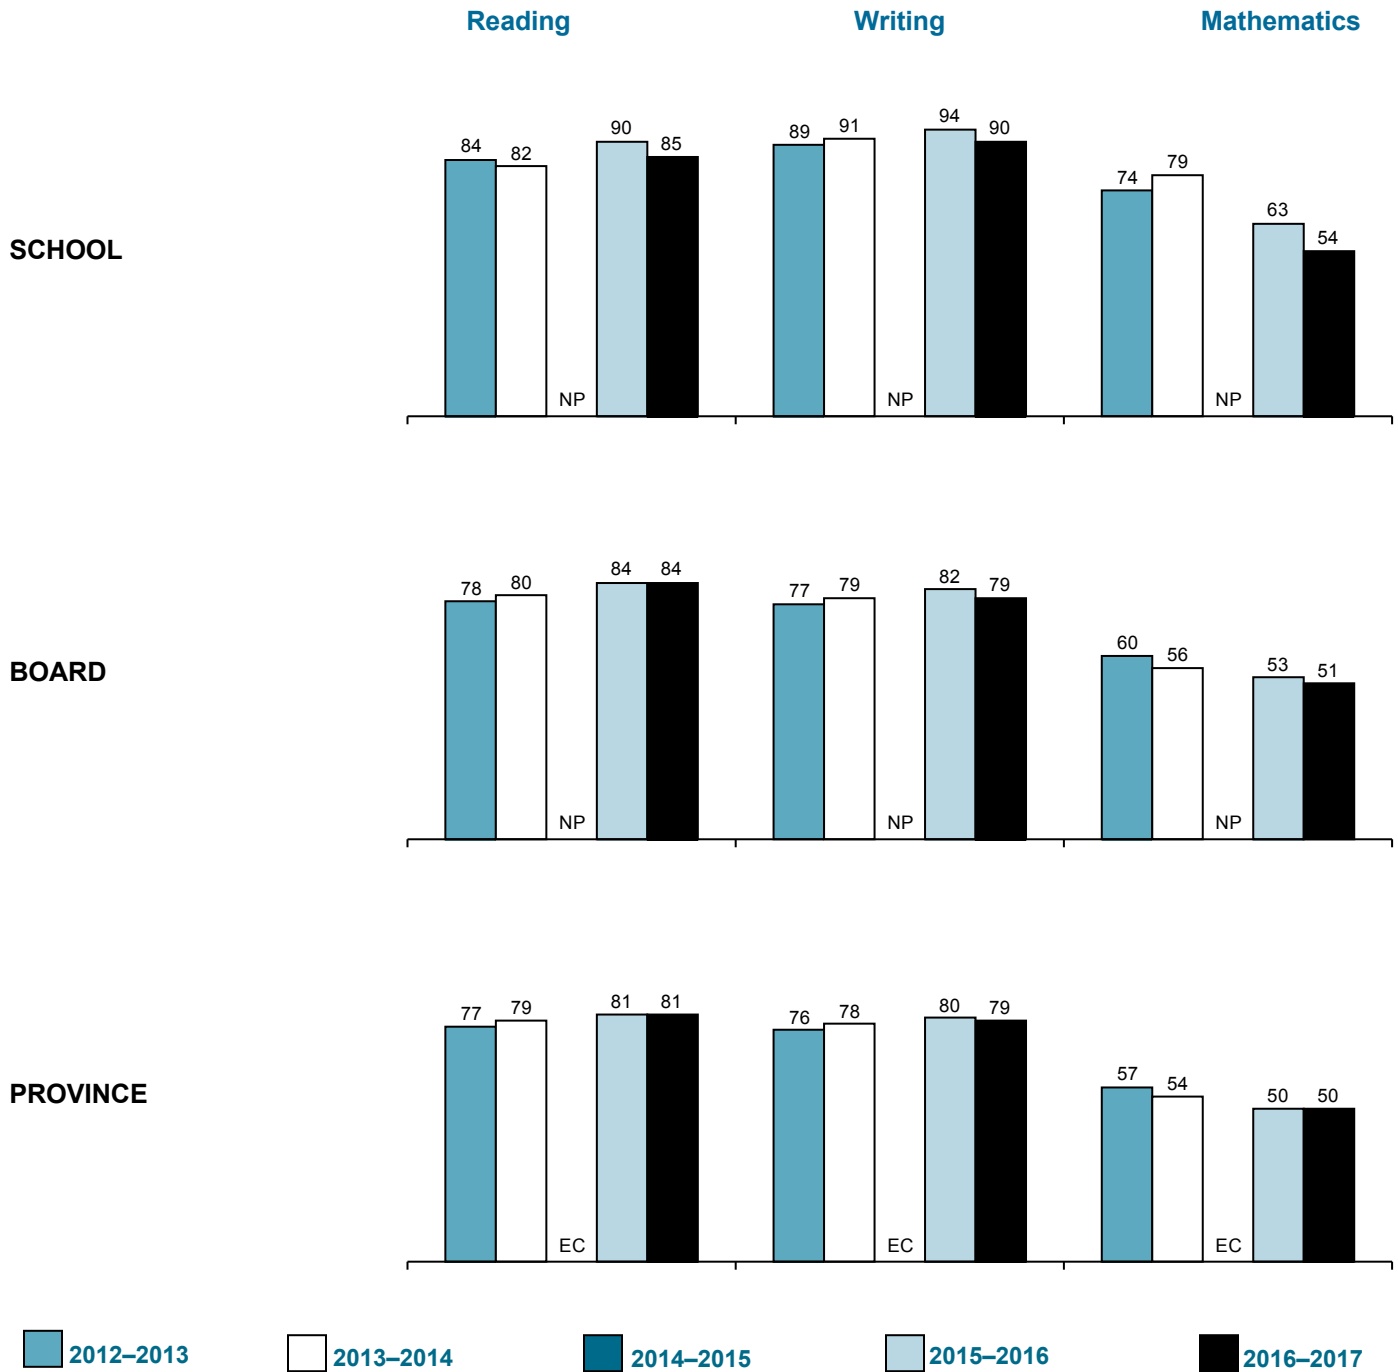 Reading Writing Mathematics
SCHOOL
84 82 NP 90 85 89 91 NP 94 90 74 79 NP 63 54
BOARD
78 80 NP 84 84 77 79 NP 82 79 60 56 NP 53 51
PROVINCE
77 79 EC 81 81 76 78 EC 80 79 57 54 EC 50 50
2012–2013 2013–2014 2014–2015 2015–2016 2016–2017